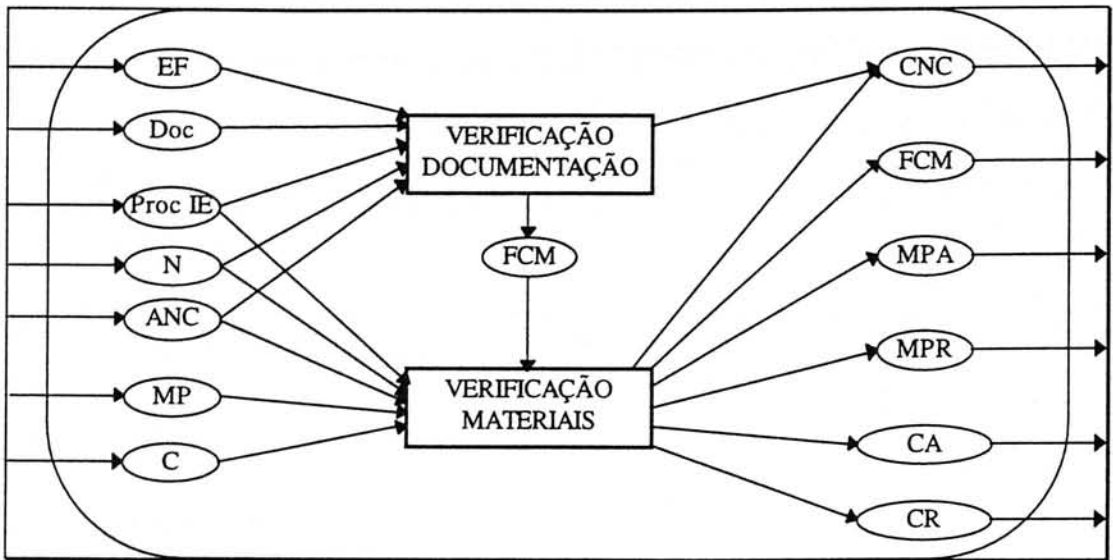 EF
Doc
Proc IE
N
ANC
MP
C
VERIFICAÇÃO
DOCUMENTAÇÃO
FCM
VERIFICAÇÃO
MATERIAIS
CNC
FCM
MPA
MPR
CA
CR